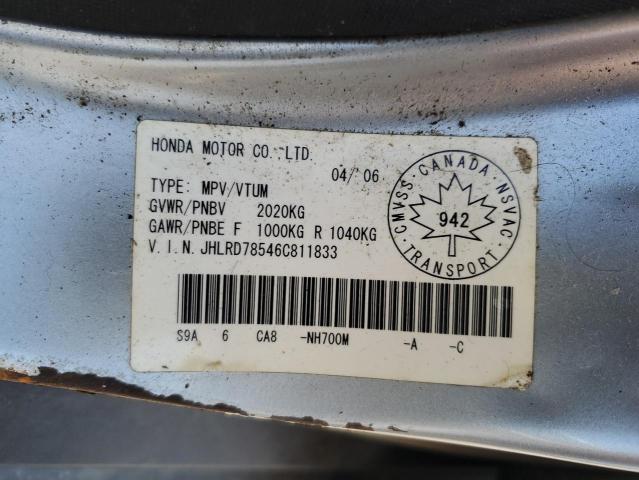 HONDA MOTOR CO.,LTD.
04/'06
TYPE: MPV/VTUM
GVWR/PNBV 2020KG
GAWR/PNBE F 1000KG R 1040KG
V.I.N. JHLRD78546C811833
CMVSS·CANADA·NSVAC
942
TRANSPORT
S9A 6 CA8 -NH700M -A -C